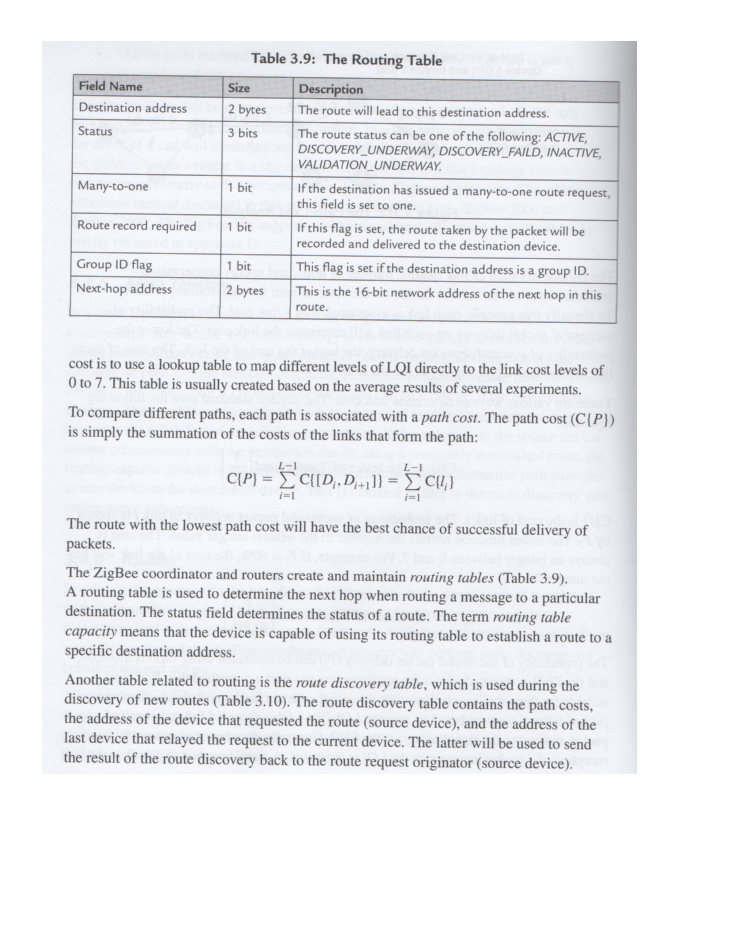 Table 3.9: The Routing Table
Field Name Size Description
Destination address 2 bytes The route will lead to this destination address.
Status 3 bits The route status can be one of the following: ACTIVE,
DISCOVERY_UNDERWAY, DISCOVERY_FAILD, INACTIVE,
VALIDATION_UNDERWAY.
Many-to-one 1 bit If the destination has issued a many-to-one route request,
this field is set to one.
Route record required 1 bit If this flag is set, the route taken by the packet will be
recorded and delivered to the destination device.
Group ID flag 1 bit This flag is set if the destination address is a group ID.
Next-hop address 2 bytes This is the 16-bit network address of the next hop in this
route.
cost is to use a lookup table to map different levels of LQI directly to the link cost levels of
0 to 7. This table is usually created based on the average results of several experiments.
To compare different paths, each path is associated with a path cost. The path cost (C{P})
is simply the summation of the costs of the links that form the path:
C{P} = ∑_{i=1}^{L−1} C{[D_i, D_{i+1}]} = ∑_{i=1}^{L−1} C{l_i}
The route with the lowest path cost will have the best chance of successful delivery of
packets.
The ZigBee coordinator and routers create and maintain routing tables (Table 3.9).
A routing table is used to determine the next hop when routing a message to a particular
destination. The status field determines the status of a route. The term routing table
capacity means that the device is capable of using its routing table to establish a route to a
specific destination address.
Another table related to routing is the route discovery table, which is used during the
discovery of new routes (Table 3.10). The route discovery table contains the path costs,
the address of the device that requested the route (source device), and the address of the
last device that relayed the request to the current device. The latter will be used to send
the result of the route discovery back to the route request originator (source device).